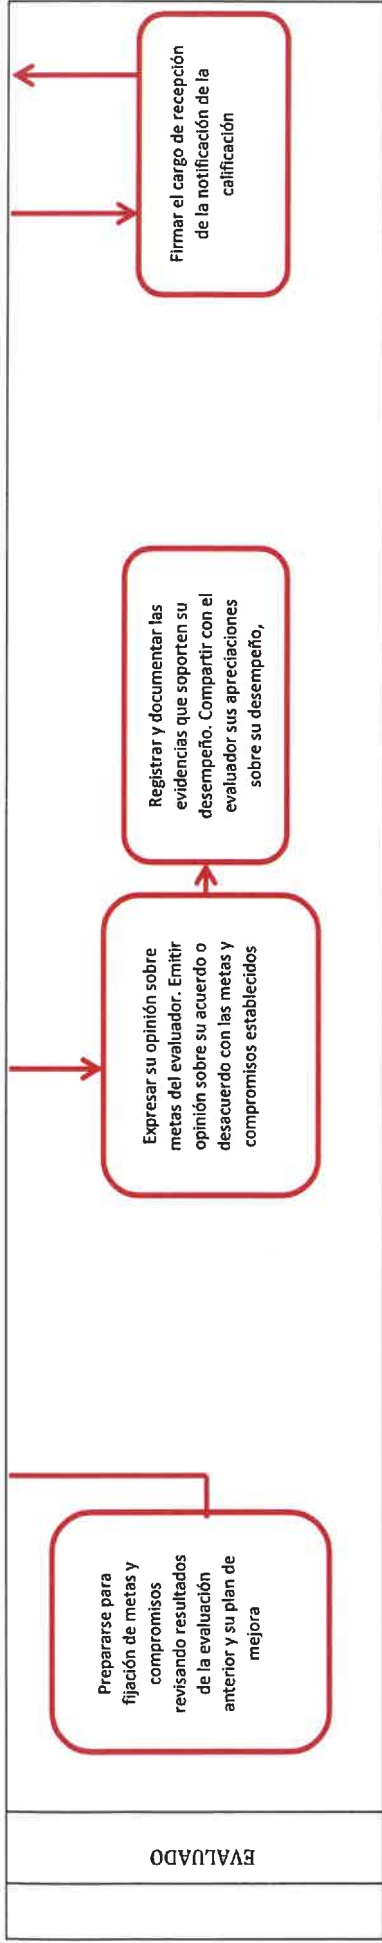 EVALUADO
Prepararse para
fijación de metas y
compromisos
revisando resultados
de la evaluación
anterior y su plan de
mejora
Expresar su opinión sobre
metas del evaluador. Emitir
opinión sobre su acuerdo o
desacuerdo con las metas y
compromisos establecidos
Registrar y documentar las
evidencias que soporten su
desempeño. Compartir con el
evaluador sus apreciaciones
sobre su desempeño,
Firmar el cargo de recepción
de la notificación de la
calificación